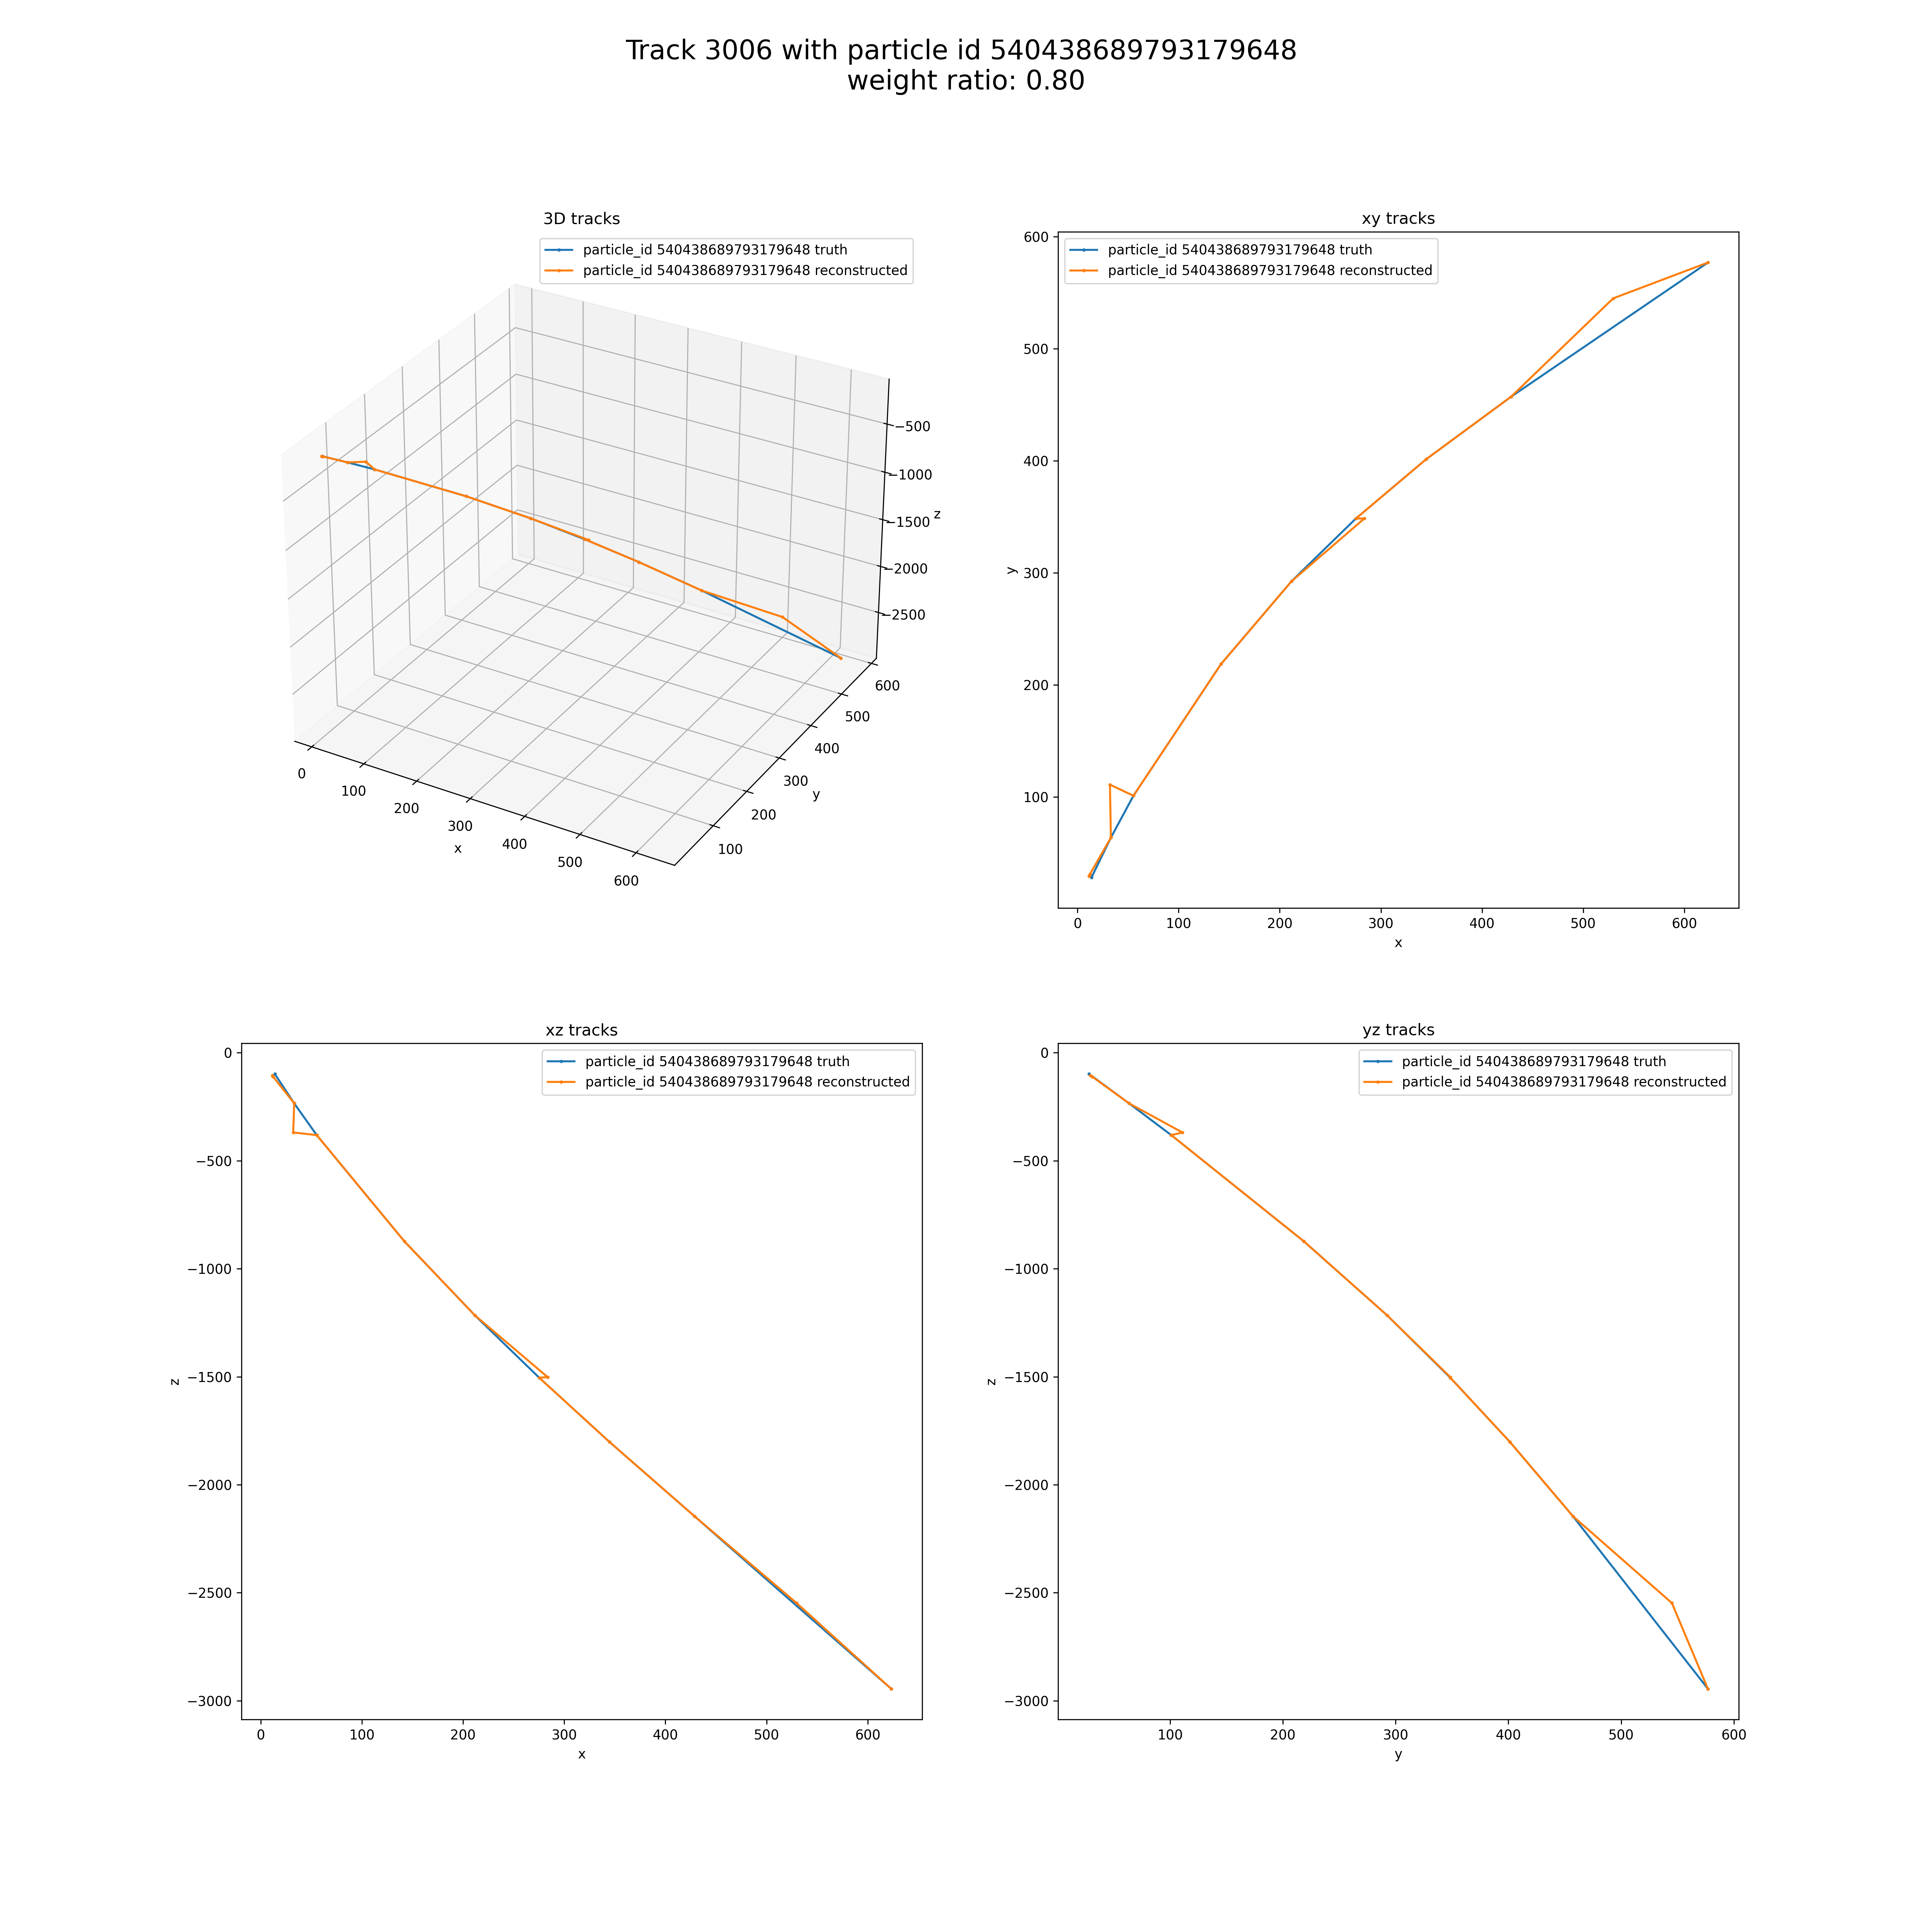 Track 3006 with particle id 540438689793179648
weight ratio: 0.80
3D tracks
particle_id 540438689793179648 truth
particle_id 540438689793179648 reconstructed
−500
−1000
−1500
−2000
−2500
z
0
100
200
300
400
500
600
x
100
200
300
400
500
600
y
xy tracks
particle_id 540438689793179648 truth
particle_id 540438689793179648 reconstructed
600
500
400
300
200
100
y
0 100 200 300 400 500 600
x
xz tracks
particle_id 540438689793179648 truth
particle_id 540438689793179648 reconstructed
0
−500
−1000
−1500
−2000
−2500
−3000
z
0 100 200 300 400 500 600
x
yz tracks
particle_id 540438689793179648 truth
particle_id 540438689793179648 reconstructed
0
−500
−1000
−1500
−2000
−2500
−3000
z
100 200 300 400 500 600
y